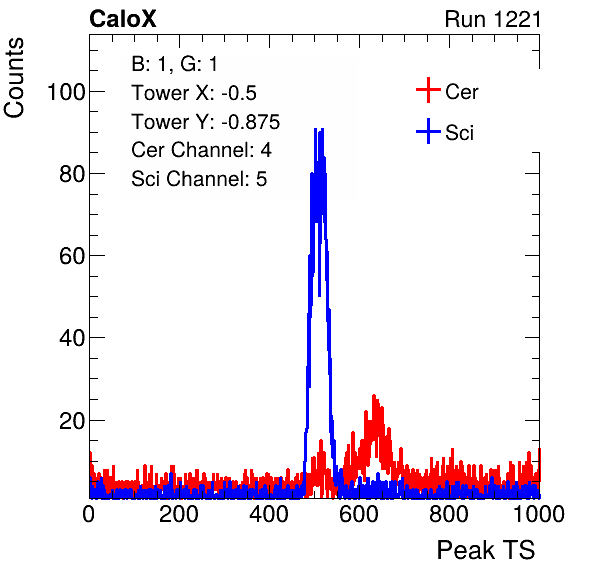 CaloX Run 1221
Counts
B: 1, G: 1
Tower X: -0.5
Tower Y: -0.875
Cer Channel: 4
Sci Channel: 5
Cer
Sci
100
80
60
40
20
0 200 400 600 800 1000
Peak TS